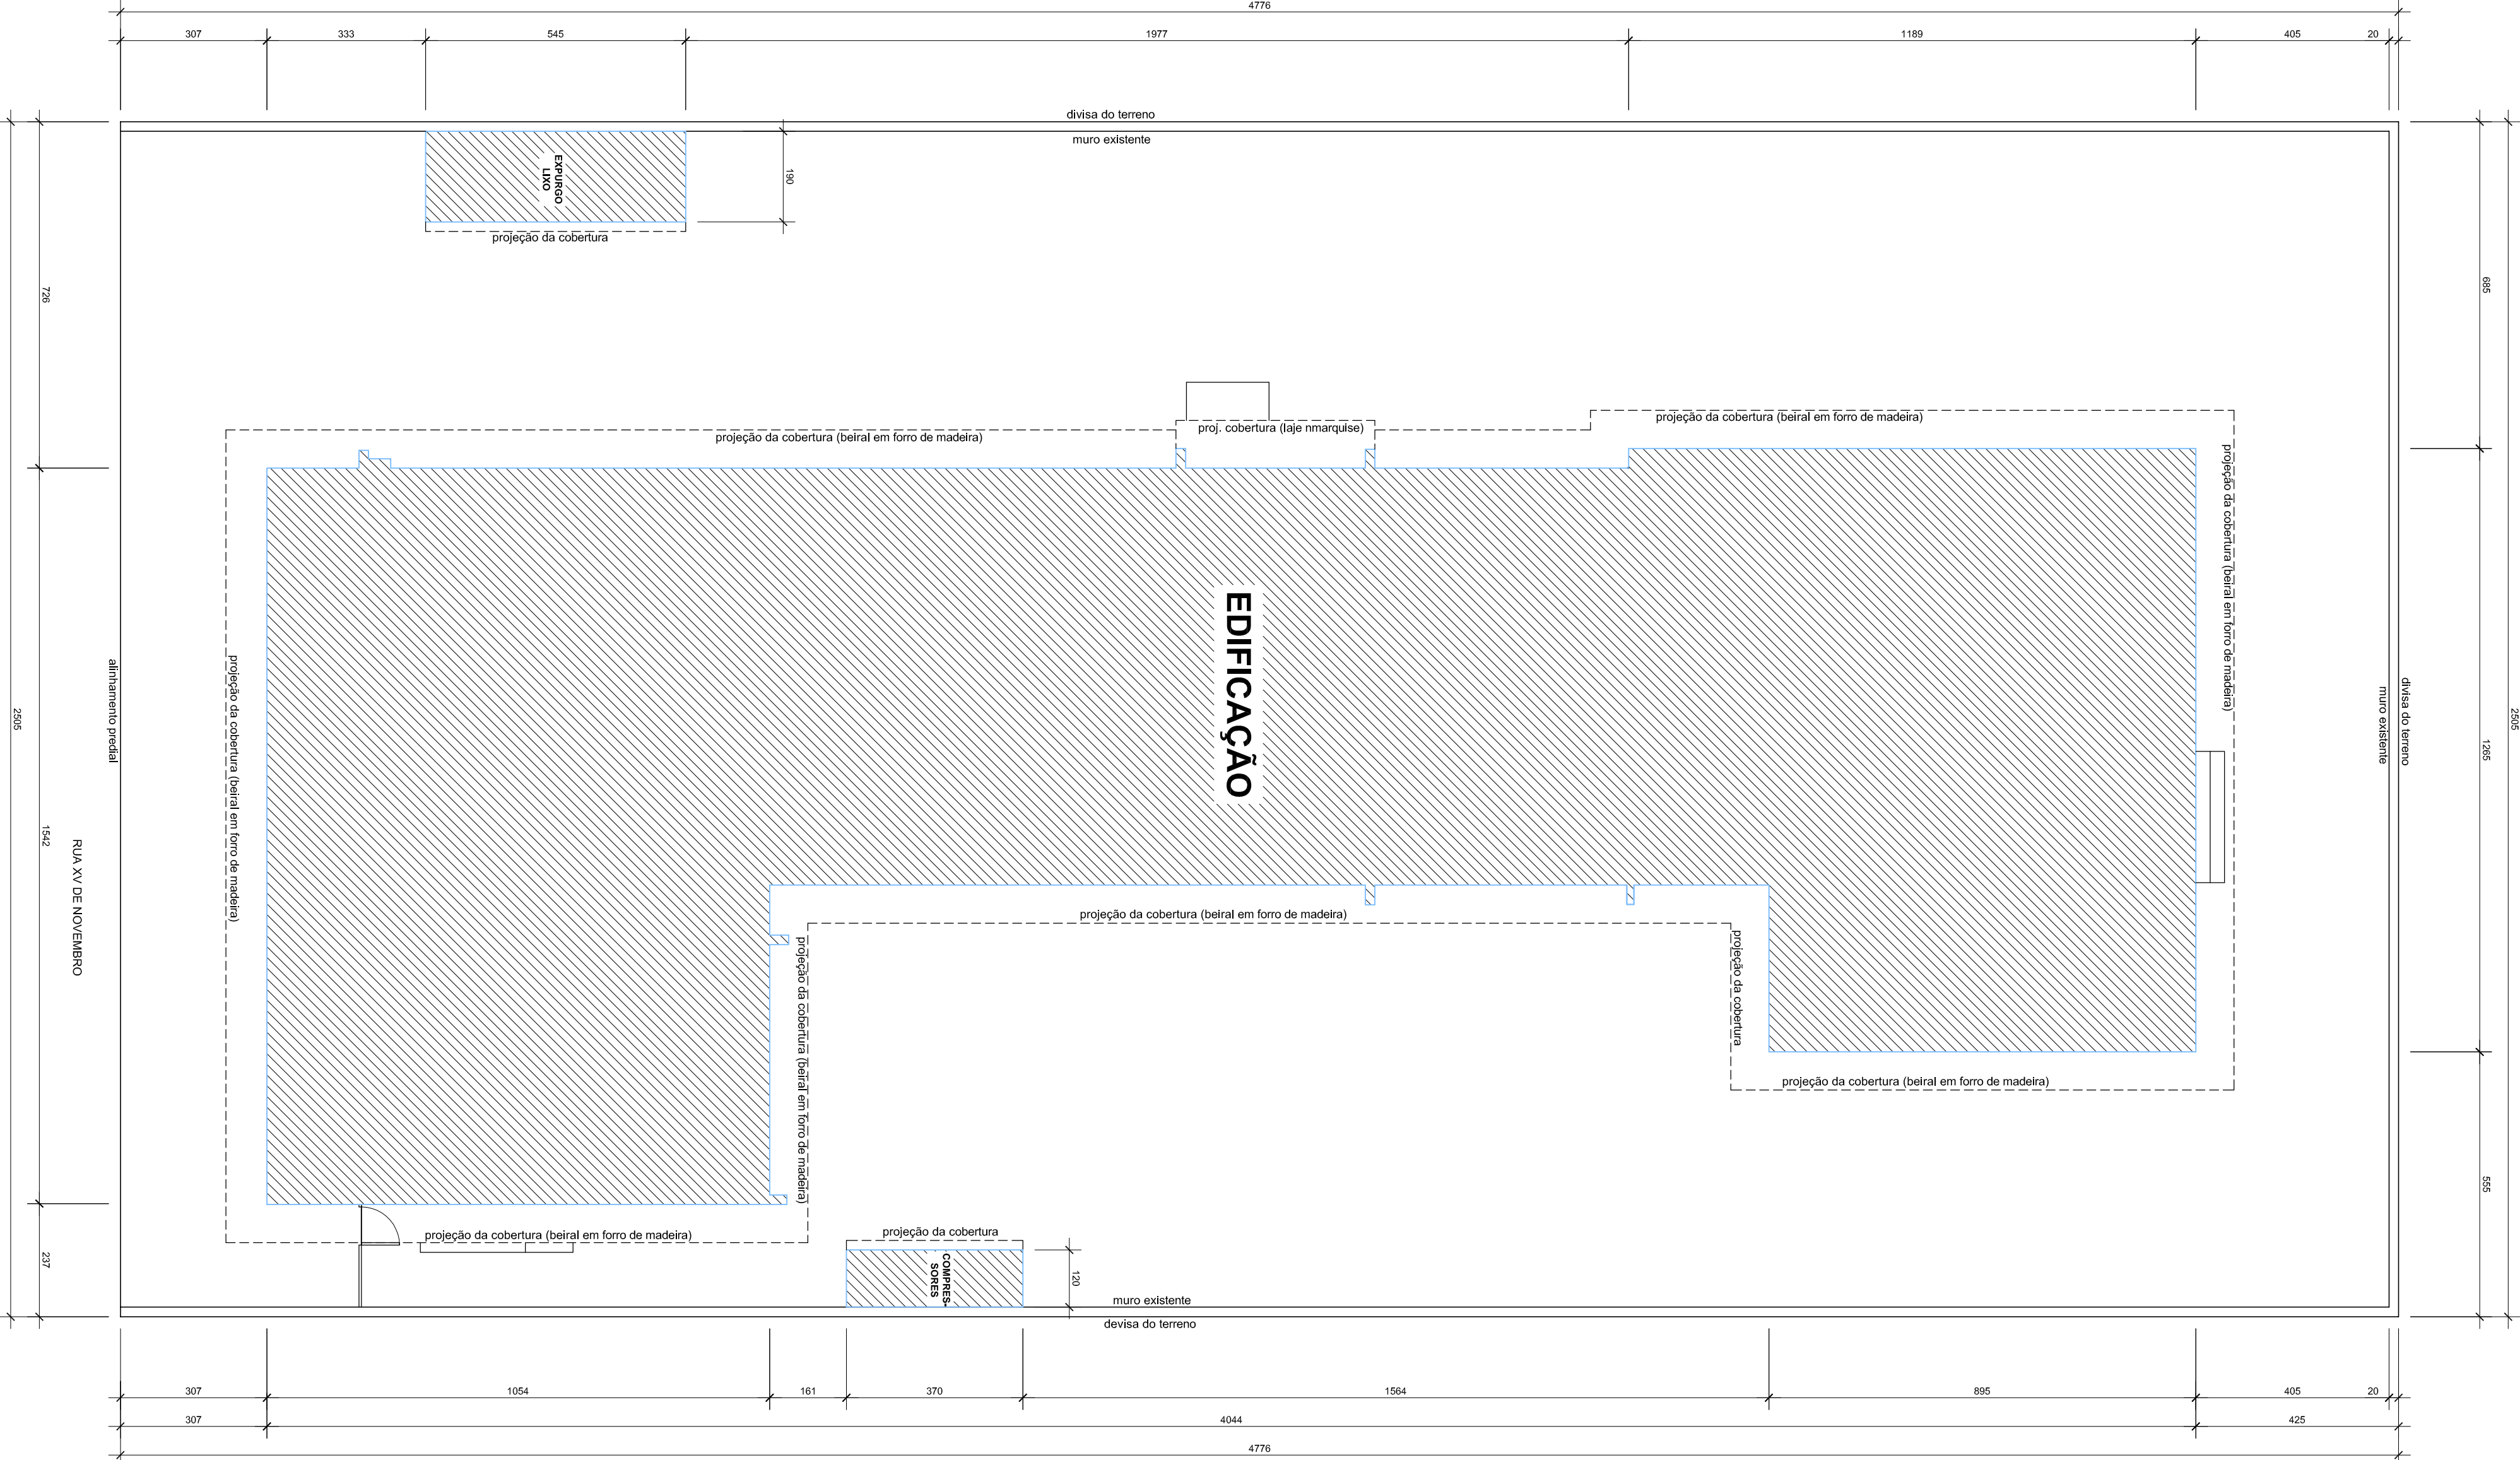 4776
307 333 545 1977 1189 405 20
divisa do terreno
muro existente
EXPURGO
LIXO
190
projeção da cobertura
726
685
projeção da cobertura (beiral em forro de madeira)
proj. cobertura (laje nmarquise)
projeção da cobertura (beiral em forro de madeira)
projeção da cobertura (beiral em forro de madeira)
EDIFICAÇÃO
alinhamento predial
projeção da cobertura (beiral em forro de madeira)
divisa do terreno
muro existente
2505
2505
1265
1542
RUA XV DE NOVEMBRO
projeção da cobertura (beiral em forro de madeira)
projeção da cobertura (beiral em forro de madeira)
projeção da cobertura
projeção da cobertura (beiral em forro de madeira)
555
237
projeção da cobertura (beiral em forro de madeira)
projeção da cobertura
COMPRES-
SORES
120
muro existente
devisa do terreno
307 1054 161 370 1564 895 405 20
307 4044 425
4776